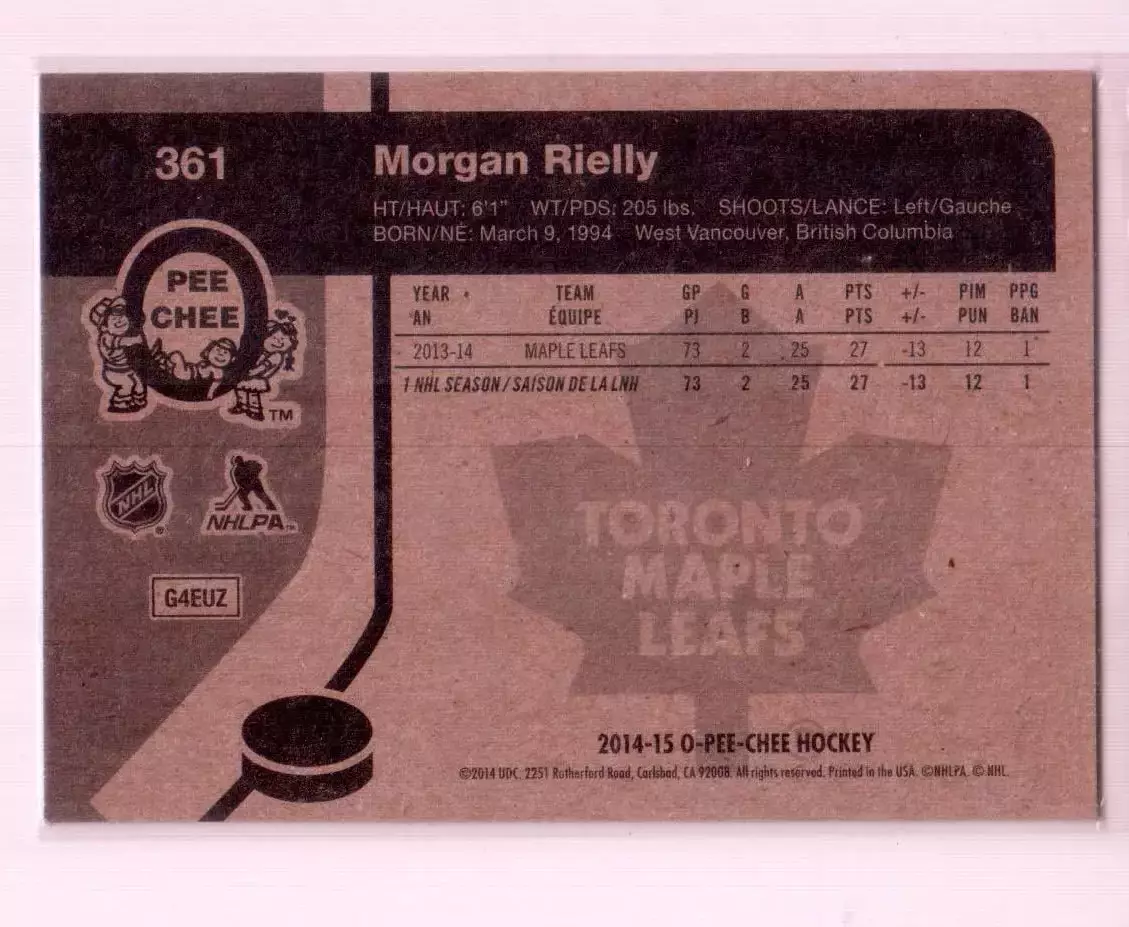 361
Morgan Rielly
HT/HAUT: 6'1" WT/PDS: 205 lbs. SHOOTS/LANCE: Left/Gauche
BORN/NÉ: March 9, 1994 West Vancouver, British Columbia
PEE
CHEE
TM
YEAR TEAM GP G A PTS +/- PIM PPG
AN ÉQUIPE PJ B A PTS +/- PUN BAN
2013-14 MAPLE LEAFS 73 2 25 27 -13 12 1
1 NHL SEASON / SAISON DE LA LNH 73 2 25 27 -13 12 1
NHL
NHLPA
TORONTO
MAPLE
LEAFS
G4EUZ
2014-15 O-PEE-CHEE HOCKEY
©2014 UDC. 2251 Rutherford Road, Carlsbad, CA 92008. All rights reserved. Printed in the USA. ©NHLPA. © NHL.